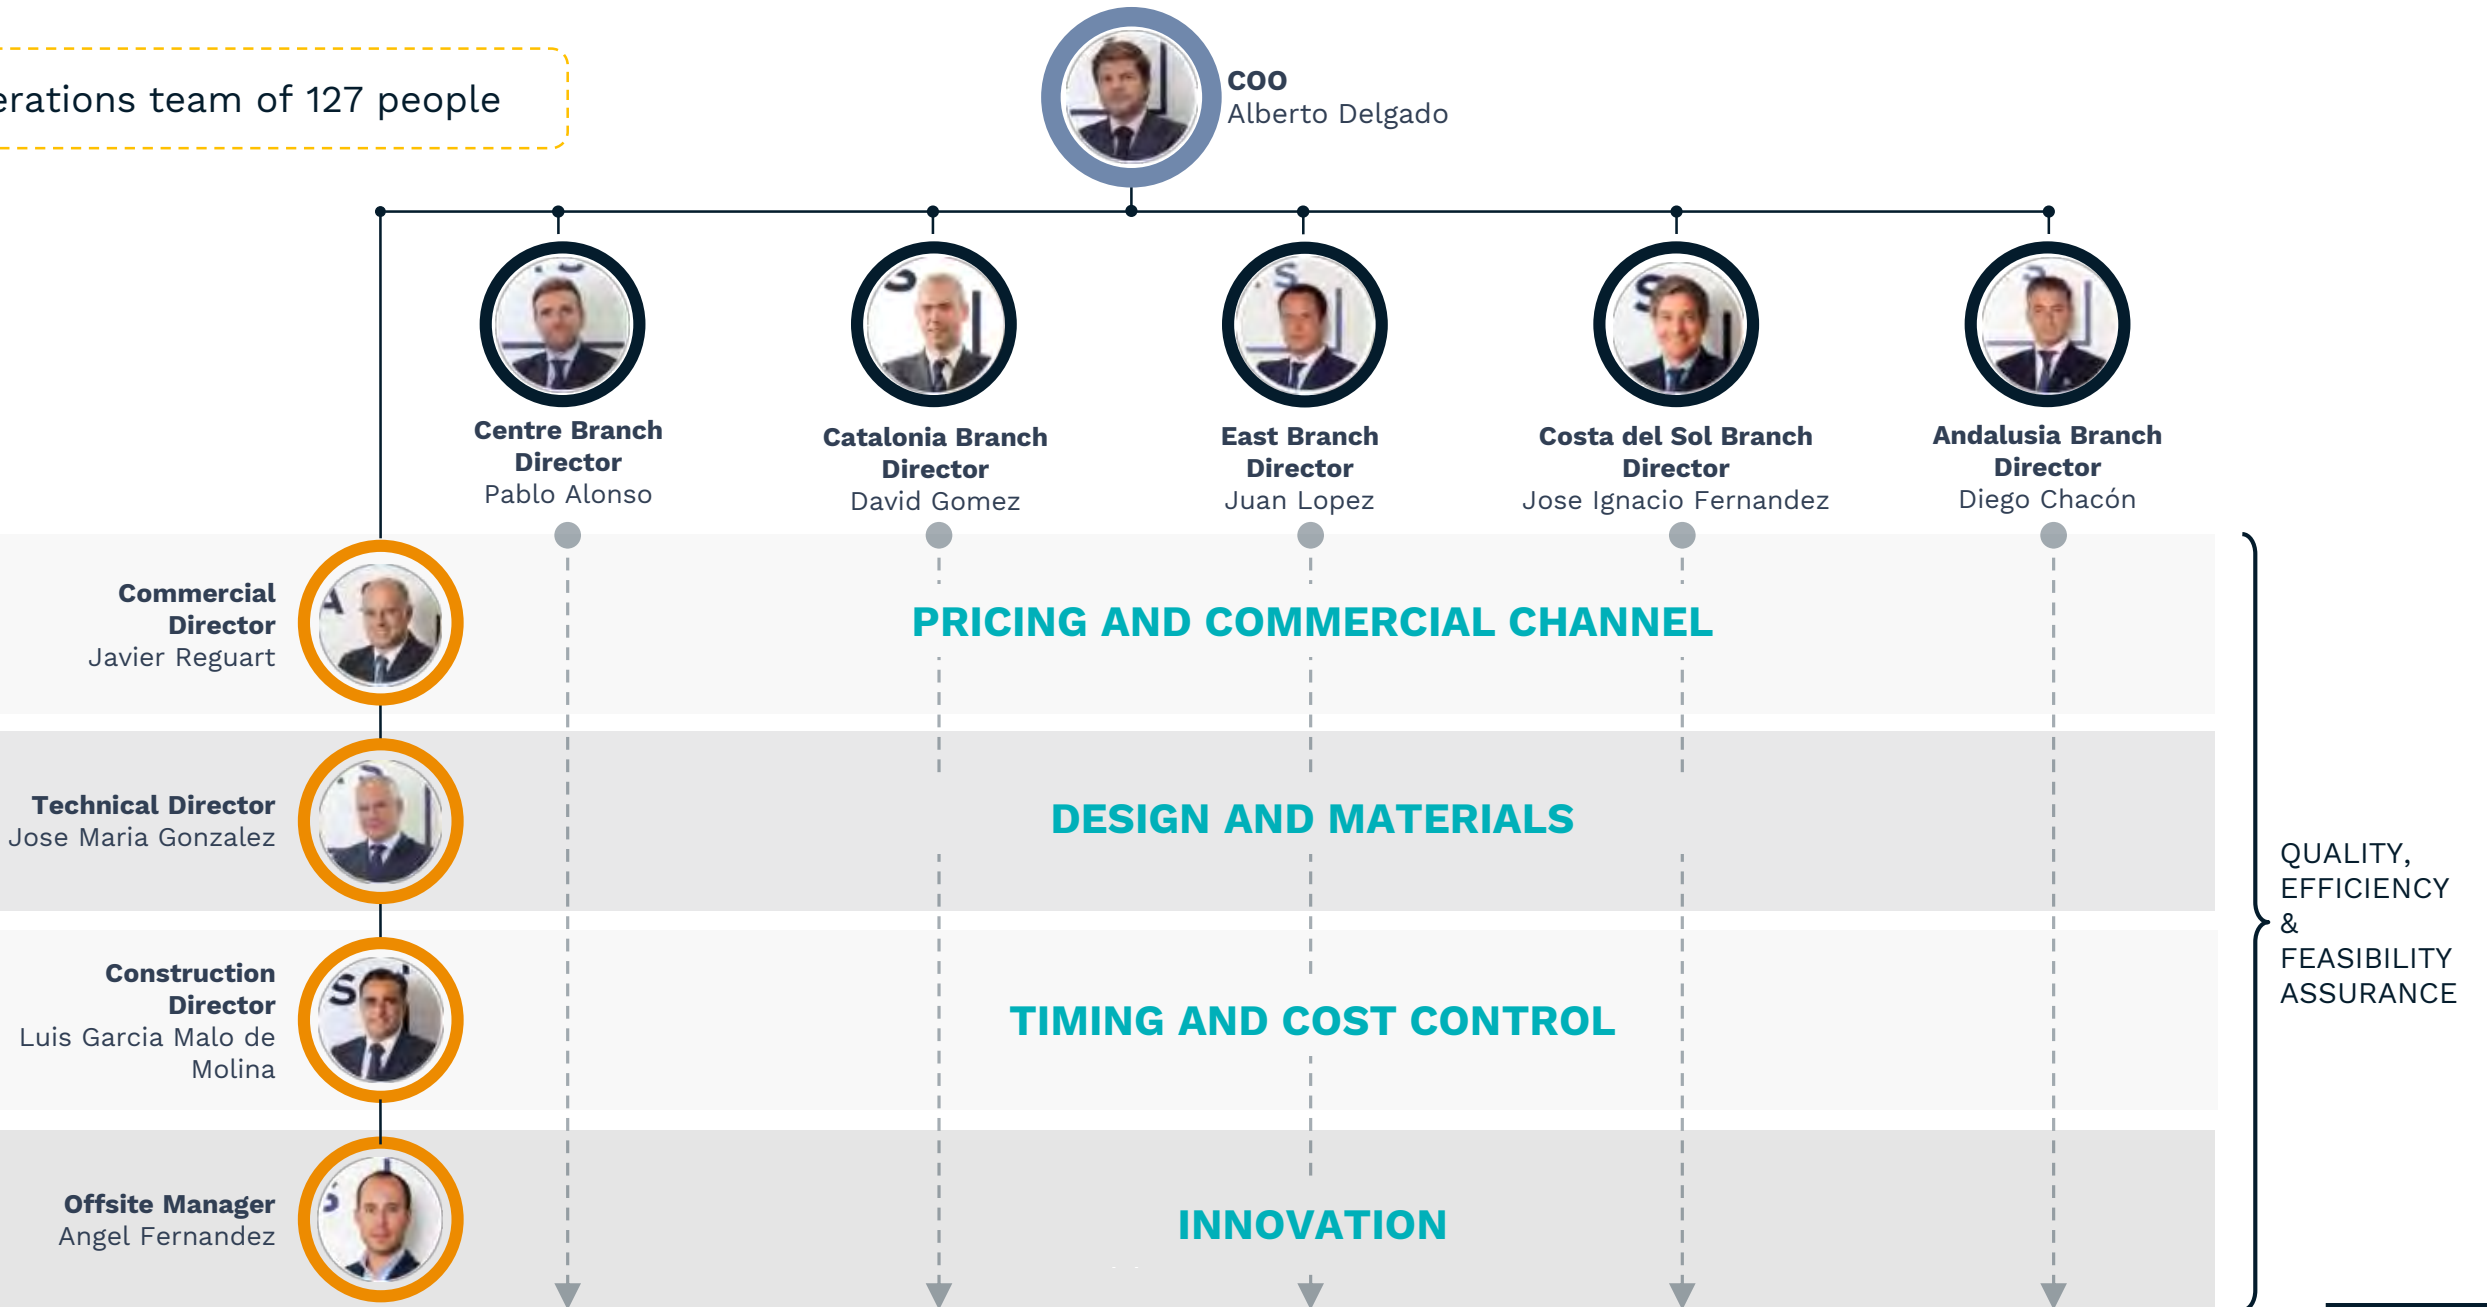 erations team of 127 people
COO
Alberto Delgado
Centre Branch
Director
Pablo Alonso
Catalonia Branch
Director
David Gomez
East Branch
Director
Juan Lopez
Costa del Sol Branch
Director
Jose Ignacio Fernandez
Andalusia Branch
Director
Diego Chacón
Commercial
Director
Javier Reguart
PRICING AND COMMERCIAL CHANNEL
Technical Director
Jose Maria Gonzalez
DESIGN AND MATERIALS
Construction
Director
Luis Garcia Malo de
Molina
TIMING AND COST CONTROL
Offsite Manager
Angel Fernandez
INNOVATION
QUALITY,
EFFICIENCY
&
FEASIBILITY
ASSURANCE